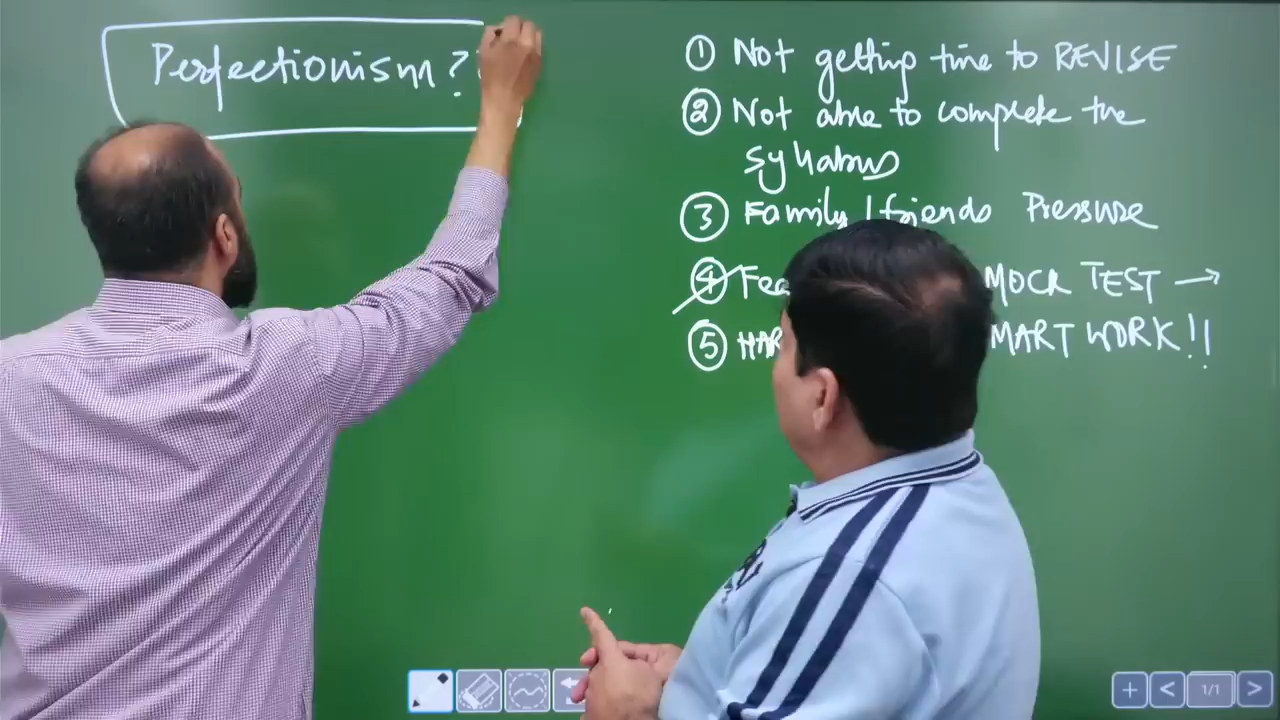 Perfectionism?
① Not getting time to REVISE
② Not able to complete the
syllabus
③ Family / friends Pressure
④ MOCK TEST →
⑤ WORK!!
1/1